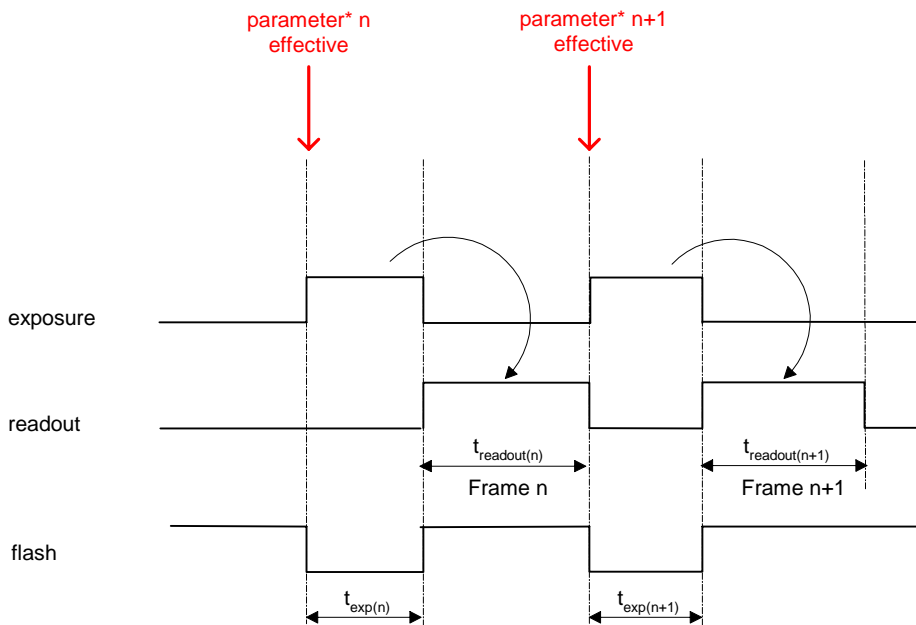 parameter* n
effective
parameter* n+1
effective
exposure
readout
t_readout(n)
t_readout(n+1)
Frame n
Frame n+1
flash
t_exp(n)
t_exp(n+1)